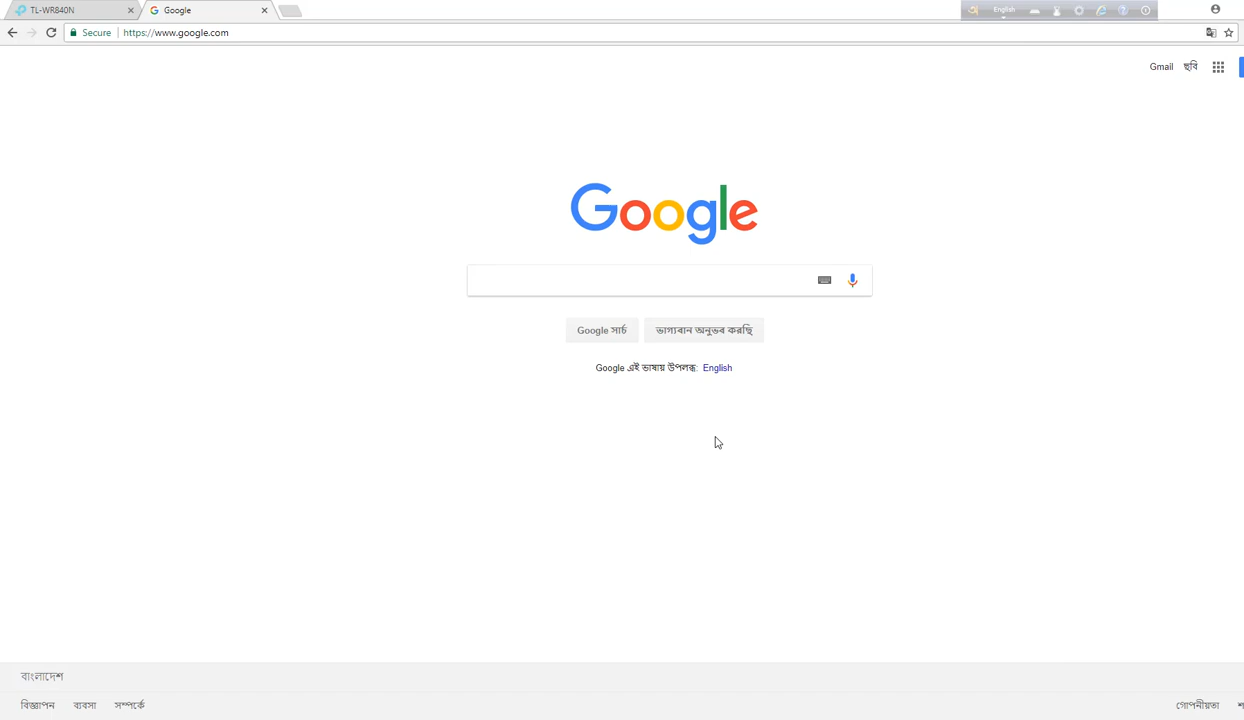 TL-WR840N
Google
English
Secure
https://www.google.com
Gmail ছবি
Google
Google সার্চ
ভাগ্যবান অনুভব করছি
Google এই ভাষায় উপলব্ধ: English
বাংলাদেশ
বিজ্ঞাপন ব্যবসা সম্পর্কে
গোপনীয়তা